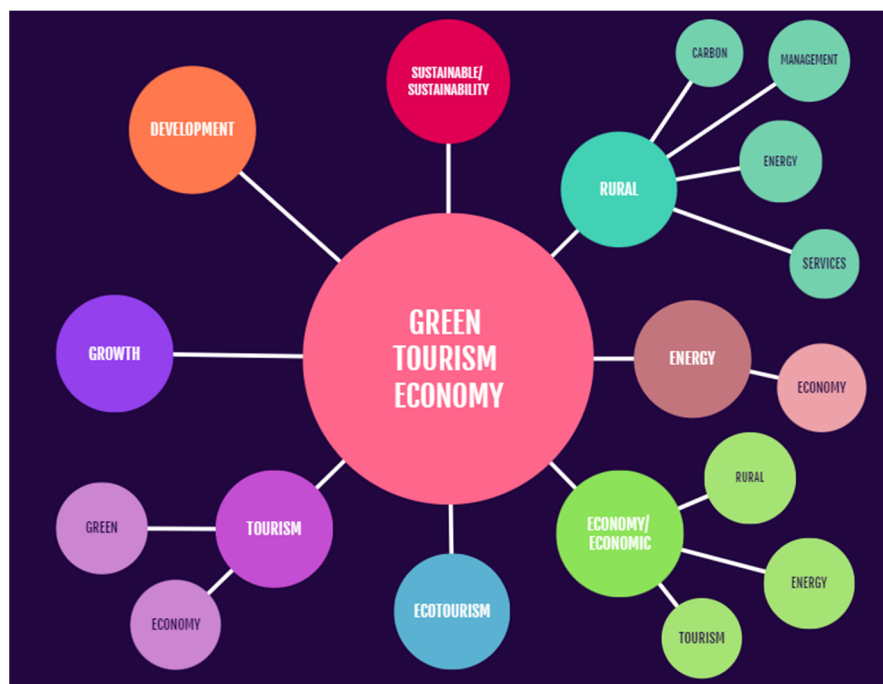 SUSTAINABLE/
SUSTAINABILITY
CARBON
MANAGEMENT
DEVELOPMENT
ENERGY
RURAL
SERVICES
GREEN
TOURISM
ECONOMY
GROWTH
ENERGY
ECONOMY
RURAL
GREEN
TOURISM
ECONOMY/
ECONOMIC
ENERGY
ECONOMY
ECOTOURISM
TOURISM